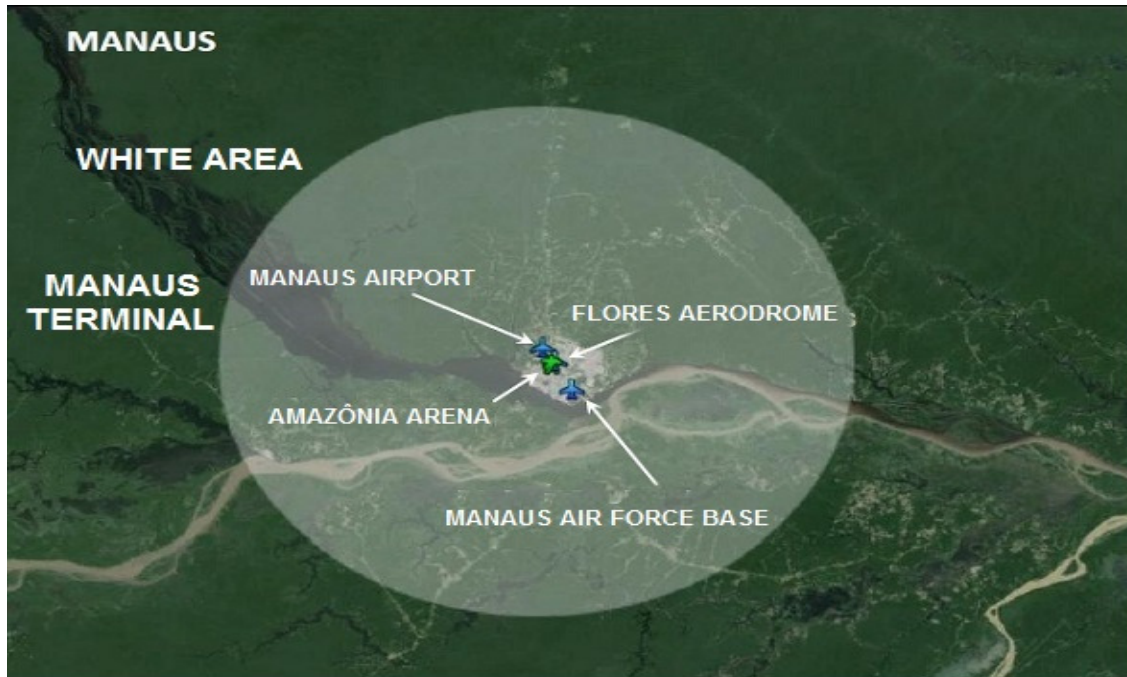 MANAUS
WHITE AREA
MANAUS
TERMINAL
MANAUS AIRPORT
FLORES AERODROME
AMAZÔNIA ARENA
MANAUS AIR FORCE BASE